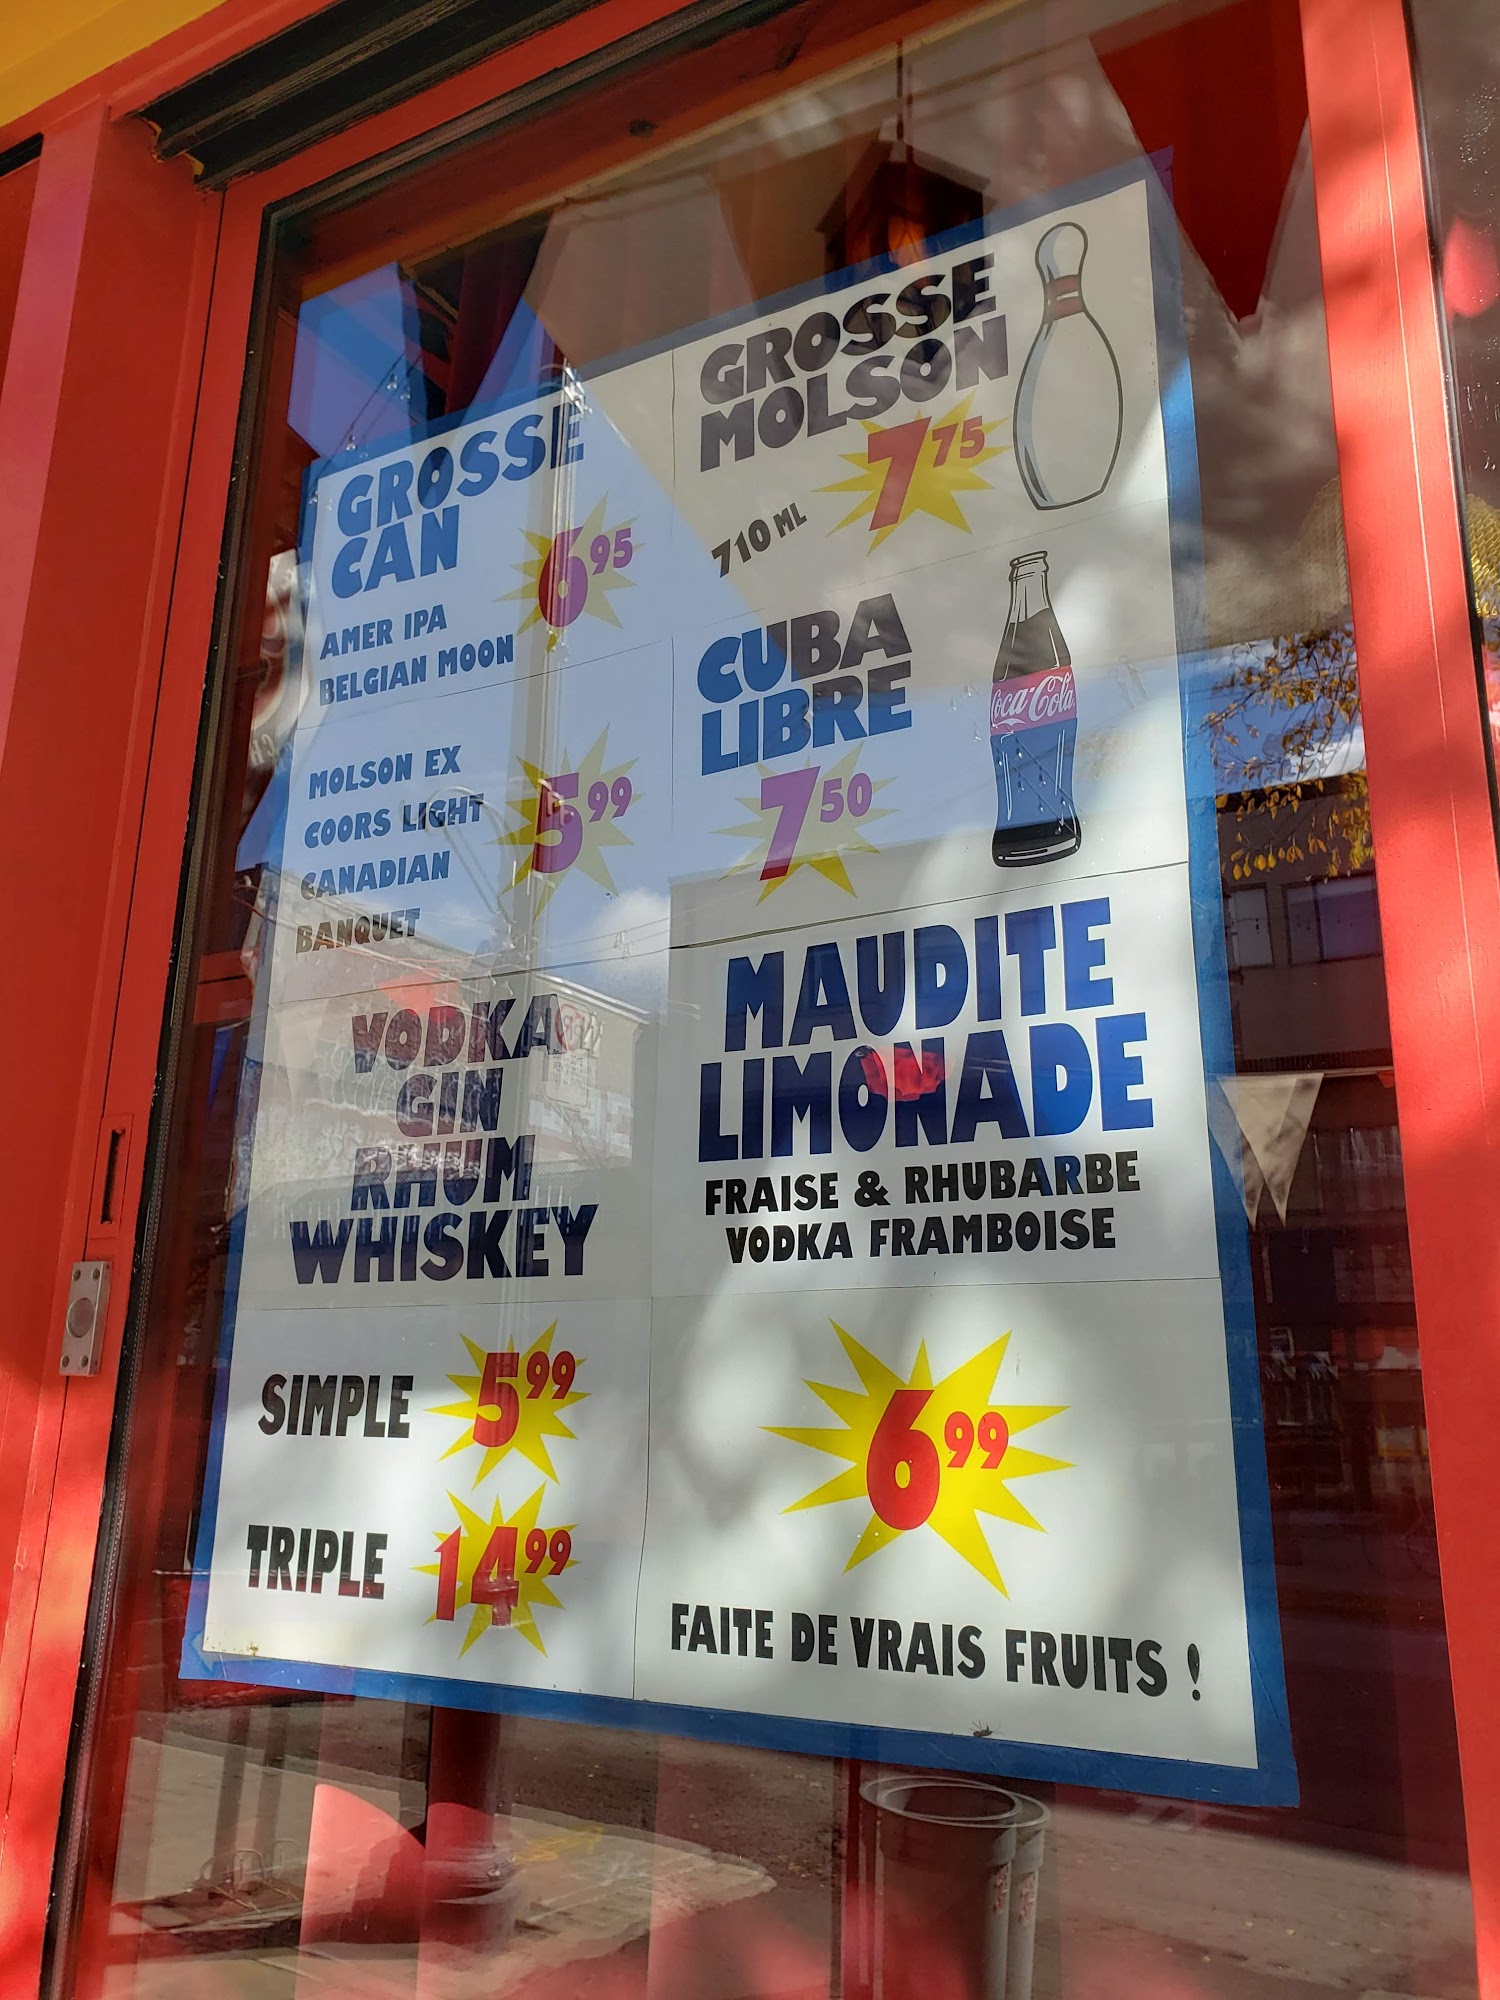 GROSSE
CAN
6 95
AMER IPA
BELGIAN MOON
MOLSON EX
COORS LIGHT
CANADIAN
BANQUET
5 99
VODKA
GIN
RHUM
WHISKEY
SIMPLE 5 99
TRIPLE 14 99
GROSSE
MOLSON
7 75
710 ML
CUBA
LIBRE
7 50
Coca-Cola
MAUDITE
LIMONADE
FRAISE & RHUBARBE
VODKA FRAMBOISE
6 99
FAITE DE VRAIS FRUITS !